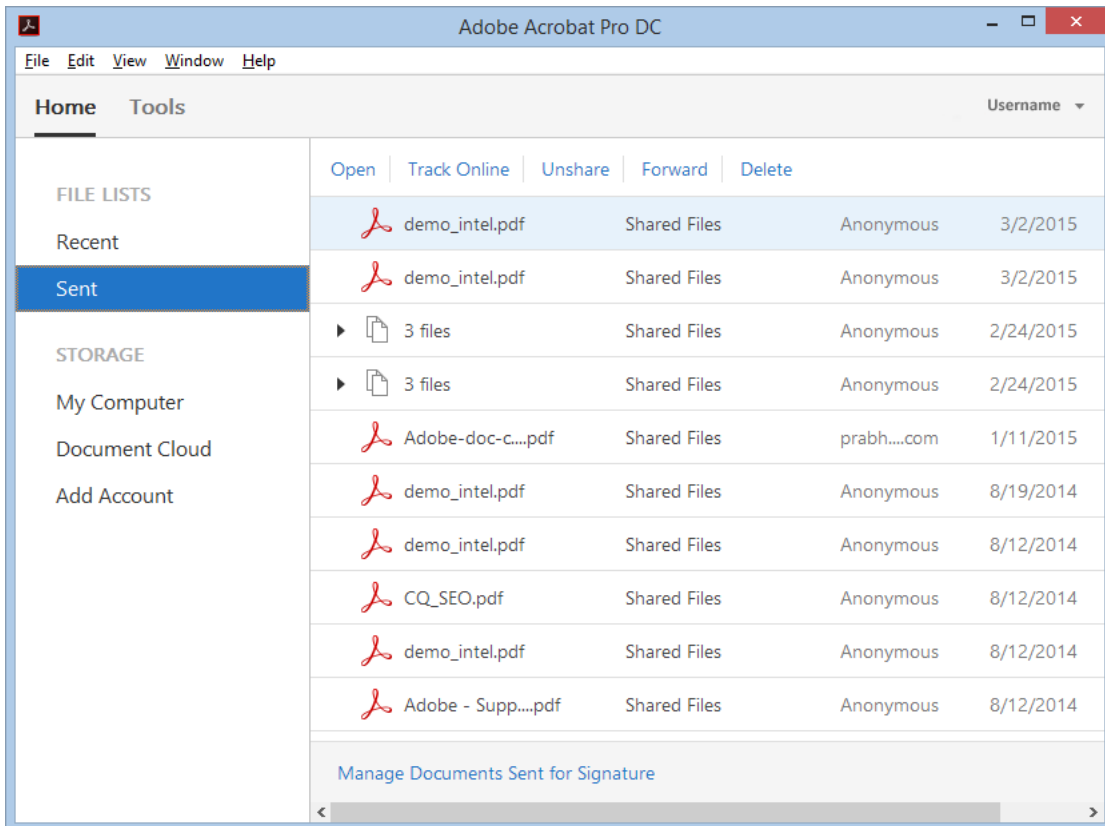 Adobe Acrobat Pro DC
File Edit View Window Help
Home Tools Username
FILE LISTS
Recent
Sent
STORAGE
My Computer
Document Cloud
Add Account
Open Track Online Unshare Forward Delete
demo_intel.pdf Shared Files Anonymous 3/2/2015
demo_intel.pdf Shared Files Anonymous 3/2/2015
3 files Shared Files Anonymous 2/24/2015
3 files Shared Files Anonymous 2/24/2015
Adobe-doc-c....pdf Shared Files prabh....com 1/11/2015
demo_intel.pdf Shared Files Anonymous 8/19/2014
demo_intel.pdf Shared Files Anonymous 8/12/2014
CQ_SEO.pdf Shared Files Anonymous 8/12/2014
demo_intel.pdf Shared Files Anonymous 8/12/2014
Adobe - Supp....pdf Shared Files Anonymous 8/12/2014
Manage Documents Sent for Signature